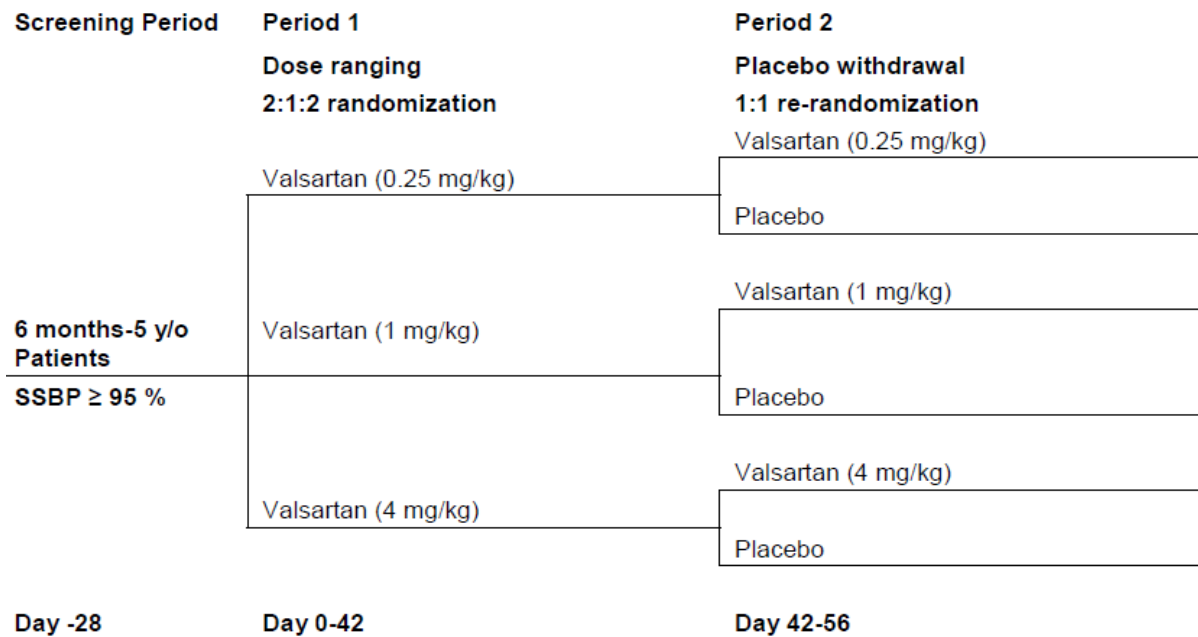 Screening Period Period 1 Period 2
Dose ranging Placebo withdrawal
2:1:2 randomization 1:1 re-randomization
Valsartan (0.25 mg/kg)
Valsartan (0.25 mg/kg)
Placebo
Valsartan (1 mg/kg)
6 months-5 y/o Valsartan (1 mg/kg)
Patients
SSBP ≥ 95 % Placebo
Valsartan (4 mg/kg)
Valsartan (4 mg/kg)
Placebo
Day -28 Day 0-42 Day 42-56